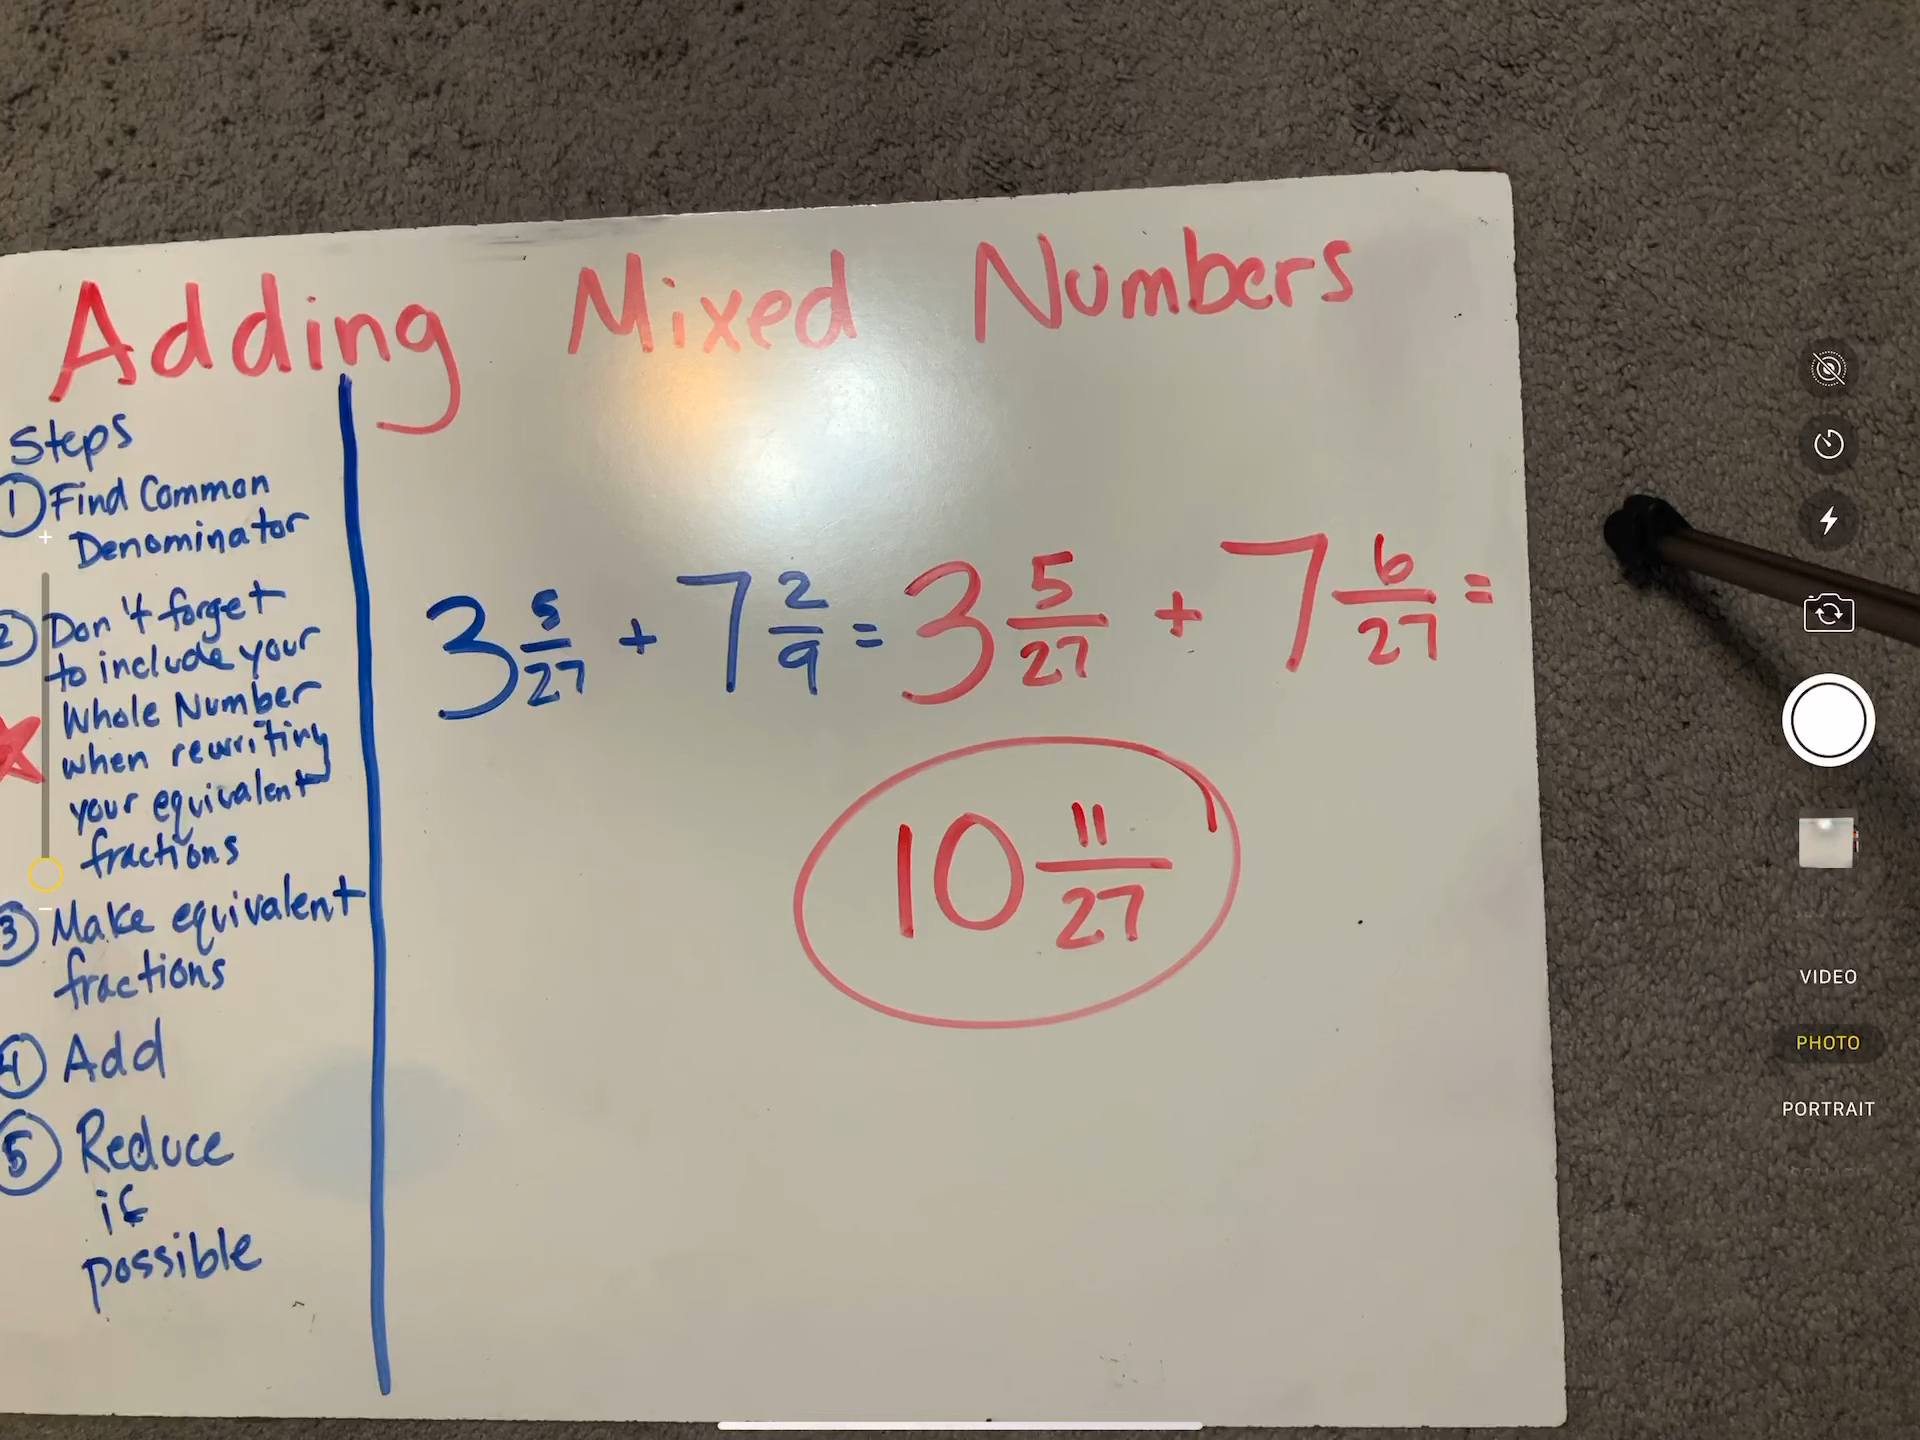 Adding Mixed Numbers
Steps
① Find Common
Denominator
② Don't forget
to include your
Whole Number
when rewriting
your equivalent
fractions
③ Make equivalent
fractions
④ Add
⑤ Reduce
if
possible
3 5/27 + 7 2/9 = 3 5/27 + 7 6/27 =
10 11/27
VIDEO
PHOTO
PORTRAIT